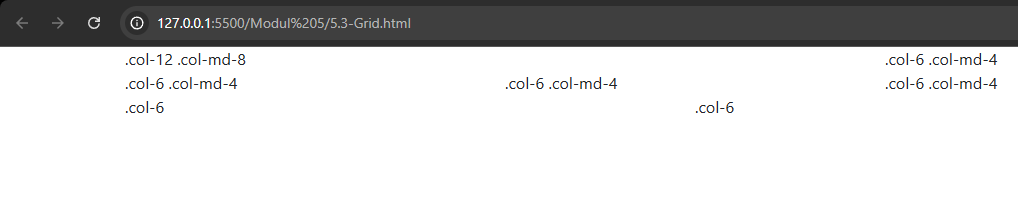 127.0.0.1:5500/Modul%205/5.3-Grid.html
.col-12 .col-md-8 .col-6 .col-md-4
.col-6 .col-md-4 .col-6 .col-md-4 .col-6 .col-md-4
.col-6 .col-6